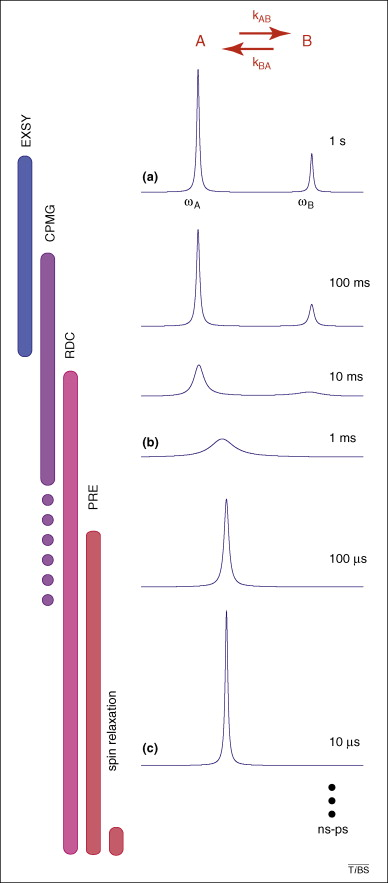 k_AB
A B
k_BA
EXSY
1 s
(a)
ω_A ω_B
CPMG
100 ms
RDC
10 ms
(b) 1 ms
PRE
100 μs
spin relaxation
(c) 10 μs
ns-ps
TiBS